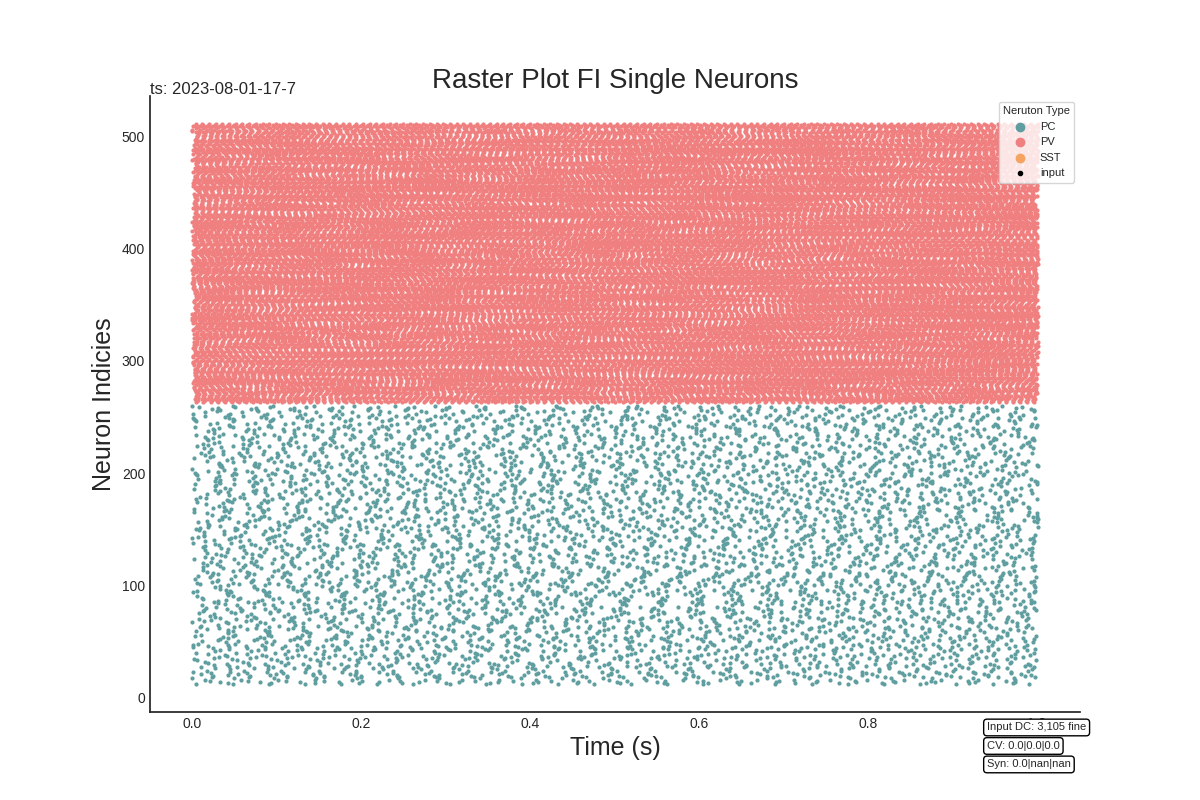 Raster Plot FI Single Neurons
ts: 2023-08-01-17-7
Neruton Type
PC
PV
SST
input
500
400
300
200
100
0
Neuron Indicies
0.0
0.2
0.4
0.6
0.8
Time (s)
Input DC: 3,105 fine
CV: 0.0|0.0|0.0
Syn: 0.0|nan|nan